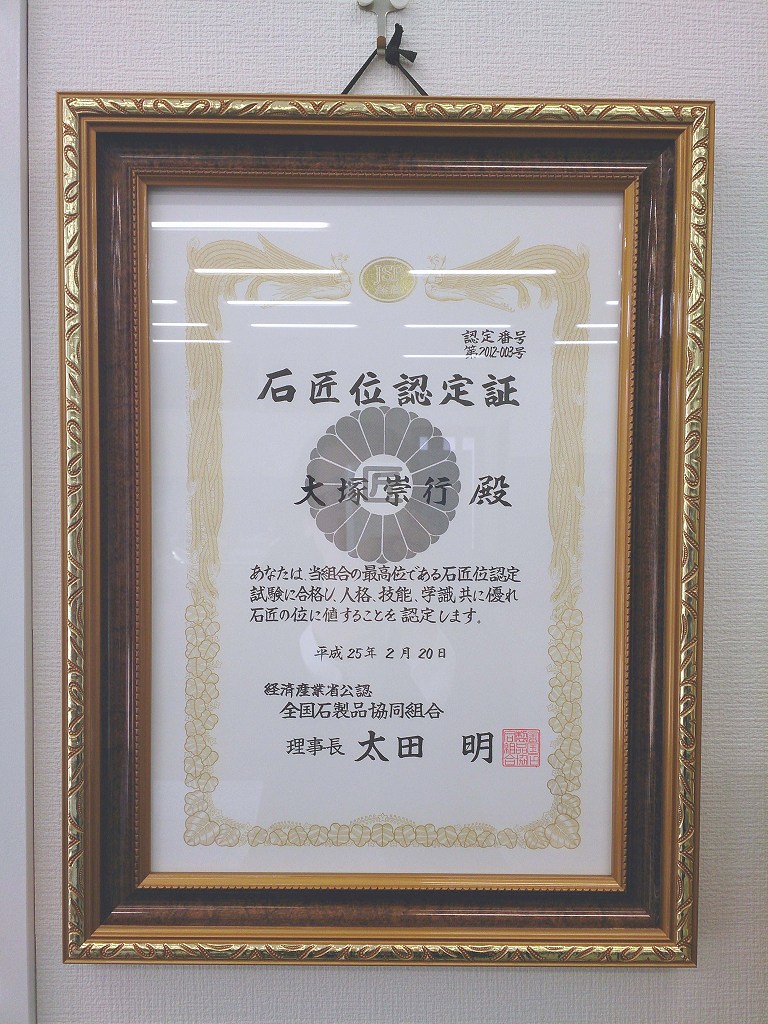 認定番号
第2012-003号
石匠位認定証
匠
大塚崇行 殿
あなたは、当組合の最高位である石匠位認定
試験に合格し、人格、技能、学識、共に優れ
石匠の位に値することを認定します。
平成25年2月20日
経済産業省公認
全国石製品協同組合
理事長 太田 明